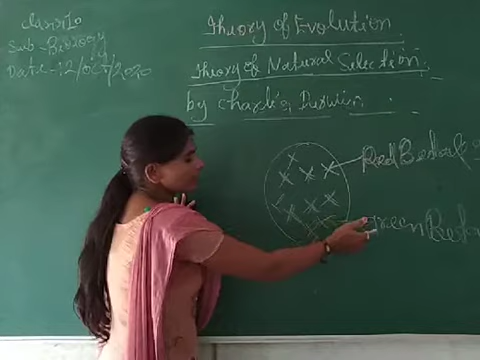 Class 10
Sub - Biology
Date - 12/oct/2020
Theory of Evolution
Theory of Natural Selection
by Charles Darwin
Red
Green